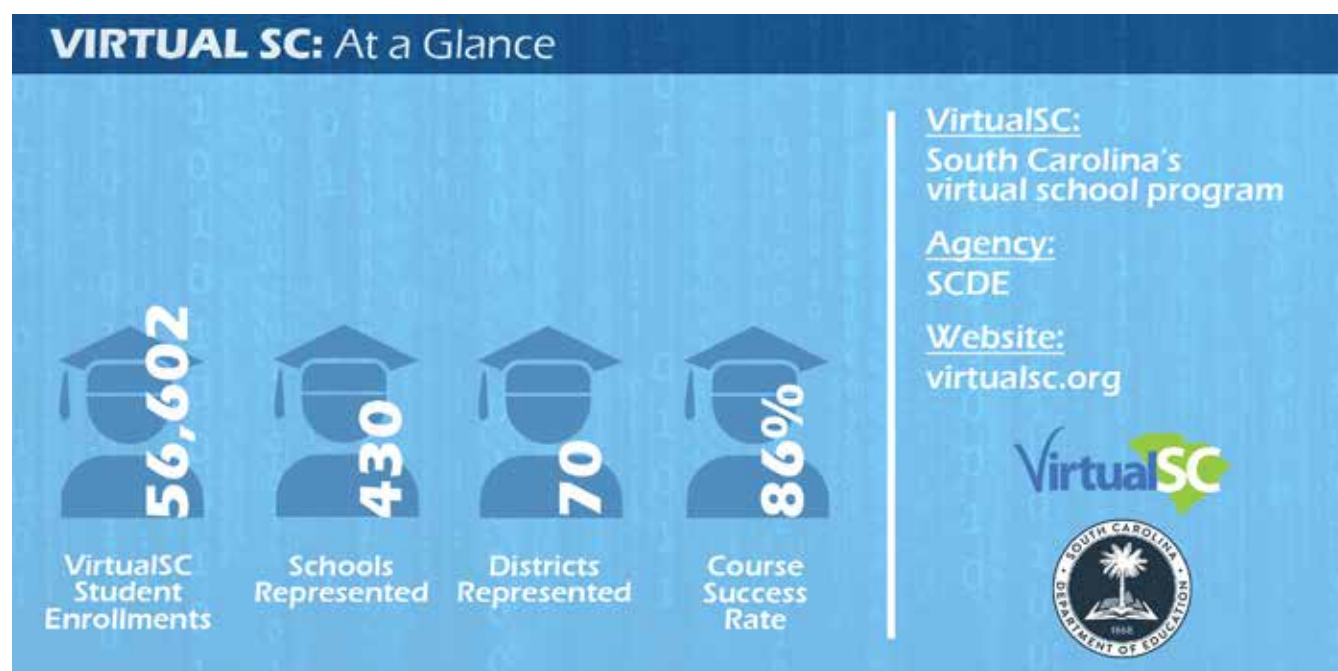 VIRTUAL SC: At a Glance
56,602
VirtualSC
Student
Enrollments
430
Schools
Represented
70
Districts
Represented
86%
Course
Success
Rate
VirtualSC:
South Carolina's
virtual school program
Agency:
SCDE
Website:
virtualsc.org
VirtualSC
SOUTH CAROLINA
DEPARTMENT OF EDUCATION
1868